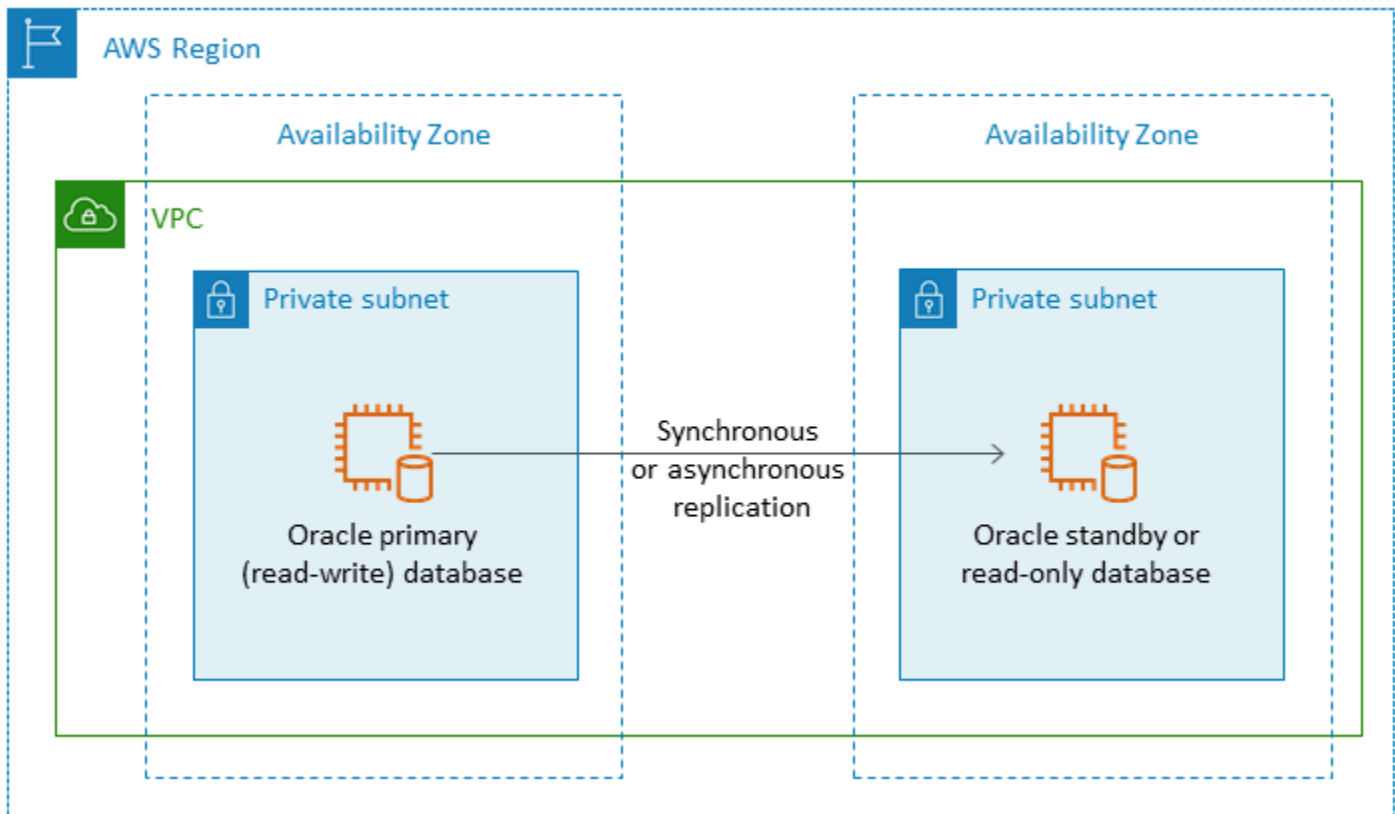 AWS Region
Availability Zone
Availability Zone
VPC
Private subnet
Private subnet
Synchronous
or asynchronous
replication
Oracle primary
(read-write) database
Oracle standby or
read-only database